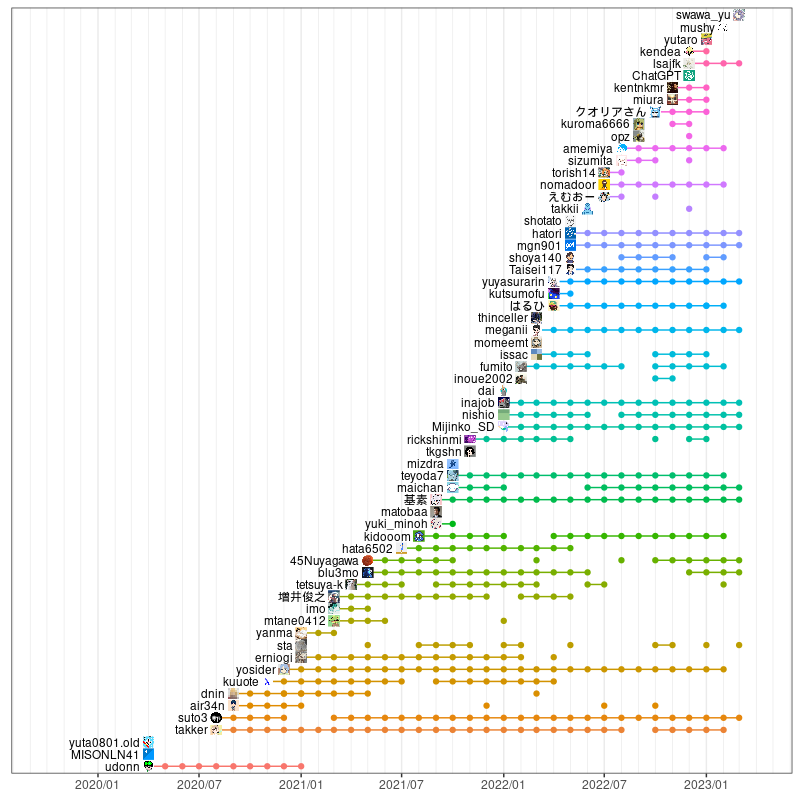 swawa_yu
mushy
yutaro
kendea
lsajfk
ChatGPT
kentnkmr
miura
クオリアさん
kuroma6666
opz
amemiya
sizumita
torish14
nomadoor
えむおー
takkii
shotato
hatori
mgn901
shoya140
Taisei117
yuyasurarin
kutsumofu
はるひ
thinceller
meganii
momeemt
issac
fumito
inoue2002
dai
inajob
nishio
Mijinko_SD
rickshinmi
tkgshn
mizdra
teyoda7
maichan
基素
matobaa
yuki_minoh
kidooom
hata6502
45Nuyagawa
blu3mo
tetsuya-k
増井俊之
imo
mtane0412
yanma
sta
erniogi
yosider
kuuote
dnin
air34n
suto3
takker
yuta0801.old
MISONLN41
udonn
2020/01 2020/07 2021/01 2021/07 2022/01 2022/07 2023/01